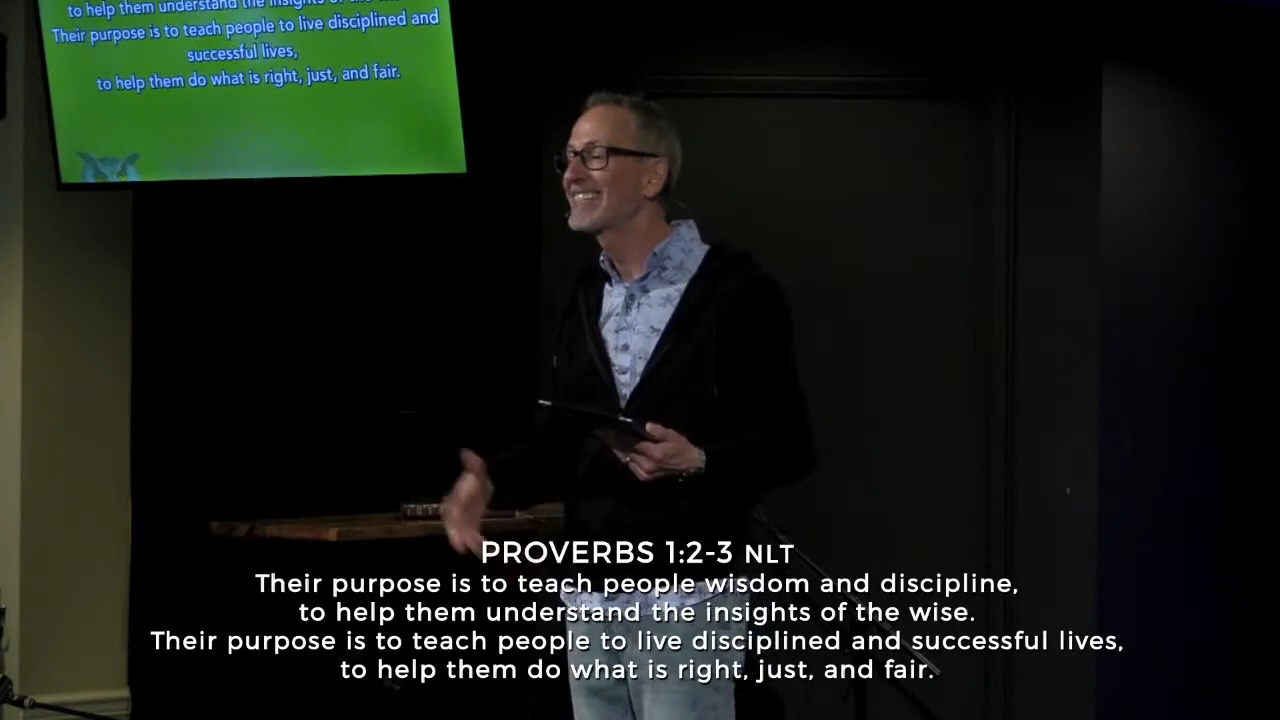 to help them understand the insights of the
Their purpose is to teach people to live disciplined and
successful lives,
to help them do what is right, just, and fair.
PROVERBS 1:2-3 NLT
Their purpose is to teach people wisdom and discipline,
to help them understand the insights of the wise.
Their purpose is to teach people to live disciplined and successful lives,
to help them do what is right, just, and fair.